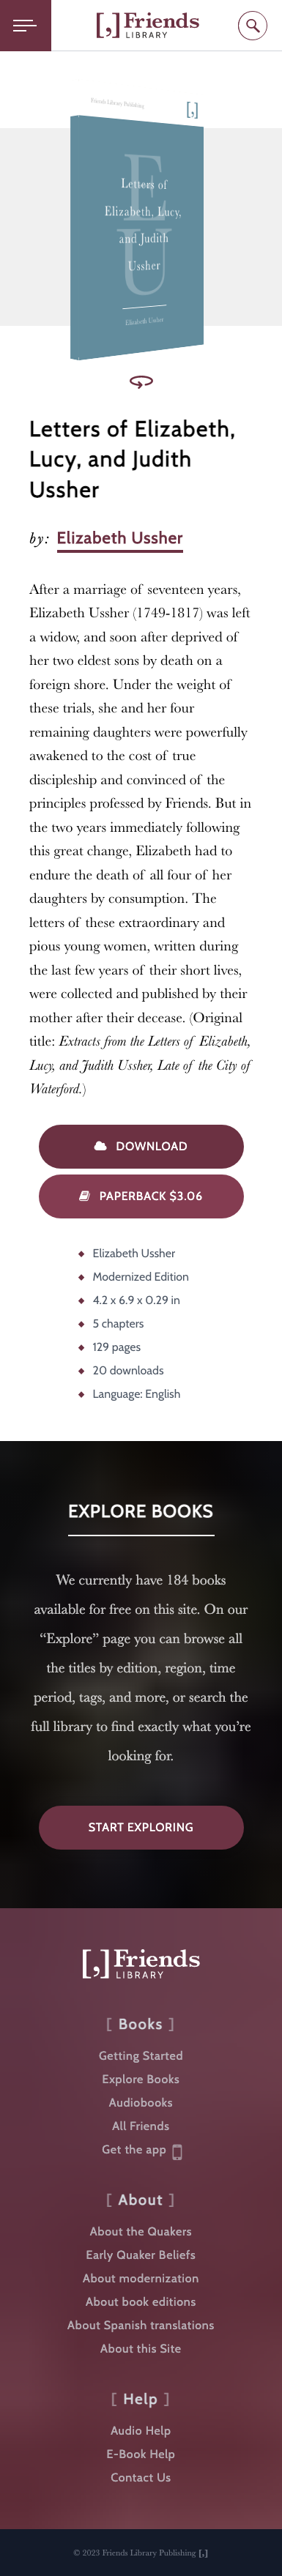 [,] Friends
LIBRARY
Friends Library Publishing
[,]
EU
Letters of
Elizabeth, Lucy,
and Judith
Ussher
Elizabeth Ussher
Letters of Elizabeth,
Lucy, and Judith
Ussher
by: Elizabeth Ussher
After a marriage of seventeen years,
Elizabeth Ussher (1749-1817) was left
a widow, and soon after deprived of
her two eldest sons by death on a
foreign shore. Under the weight of
these trials, she and her four
remaining daughters were powerfully
awakened to the cost of true
discipleship and convinced of the
principles professed by Friends. But in
the two years immediately following
this great change, Elizabeth had to
endure the death of all four of her
daughters by consumption. The
letters of these extraordinary and
pious young women, written during
the last few years of their short lives,
were collected and published by their
mother after their decease. (Original
title: Extracts from the Letters of Elizabeth,
Lucy, and Judith Ussher, Late of the City of
Waterford.)
DOWNLOAD
PAPERBACK $3.06
Elizabeth Ussher
Modernized Edition
4.2 x 6.9 x 0.29 in
5 chapters
129 pages
20 downloads
Language: English
EXPLORE BOOKS
We currently have 184 books
available for free on this site. On our
“Explore” page you can browse all
the titles by edition, region, time
period, tags, and more, or search the
full library to find exactly what you’re
looking for.
START EXPLORING
[,] Friends
LIBRARY
[ Books ]
Getting Started
Explore Books
Audiobooks
All Friends
Get the app
[ About ]
About the Quakers
Early Quaker Beliefs
About modernization
About book editions
About Spanish translations
About this Site
[ Help ]
Audio Help
E-Book Help
Contact Us
© 2023 Friends Library Publishing [,]